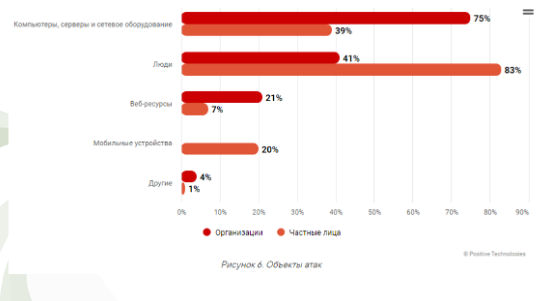 Компьютеры, серверы и сетевое оборудование
75%
39%
Люди
41%
83%
Веб-ресурсы
21%
7%
Мобильные устройства
20%
Другие
4%
1%
0% 10% 20% 30% 40% 50% 60% 70% 80% 90%
Организации Частные лица
© Positive Technologies
Рисунок 6. Объекты атак